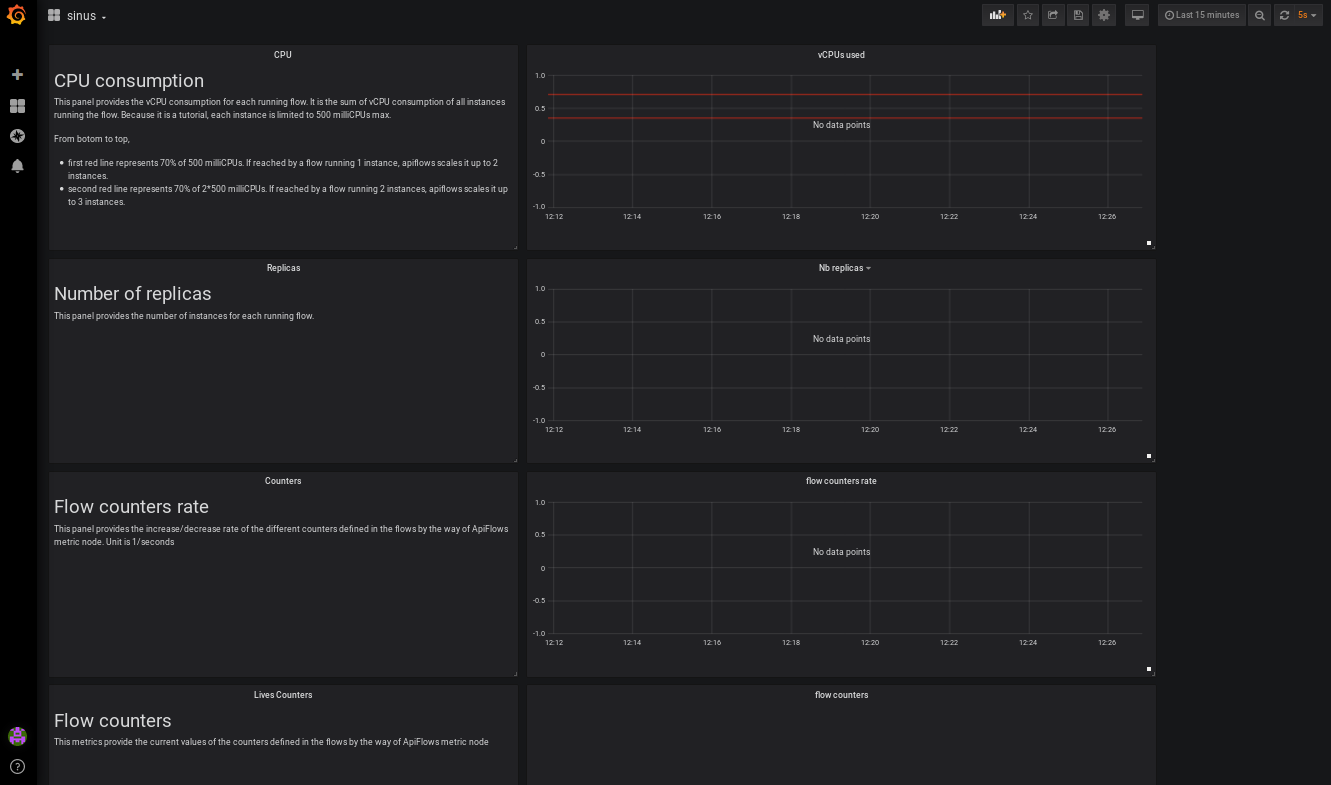 sinus
Last 15 minutes
5s
CPU
CPU consumption
This panel provides the vCPU consumption for each running flow. It is the sum of vCPU consumption of all instances
running the flow. Because it is a tutorial, each instance is limited to 500 milliCPUs max.
From botom to top,
first red line represents 70% of 500 milliCPUs. If reached by a flow running 1 instance, apiflows scales it up to 2
instances.
second red line represents 70% of 2*500 milliCPUs. If reached by a flow running 2 instances, apiflows scales it up
to 3 instances.
vCPUs used
1.0
0.5
No data points
0
-0.5
-1.0
12:12 12:14 12:16 12:18 12:20 12:22 12:24 12:26
Replicas
Number of replicas
This panel provides the number of instances for each running flow.
Nb replicas
1.0
0.5
No data points
0
-0.5
-1.0
12:12 12:14 12:16 12:18 12:20 12:22 12:24 12:26
Counters
Flow counters rate
This panel provides the increase/decrease rate of the different counters defined in the flows by the way of ApiFlows
metric node. Unit is 1/seconds
flow counters rate
1.0
0.5
No data points
0
-0.5
-1.0
12:12 12:14 12:16 12:18 12:20 12:22 12:24 12:26
Lives Counters
Flow counters
This metrics provide the current values of the counters defined in the flows by the way of ApiFlows metric node
flow counters